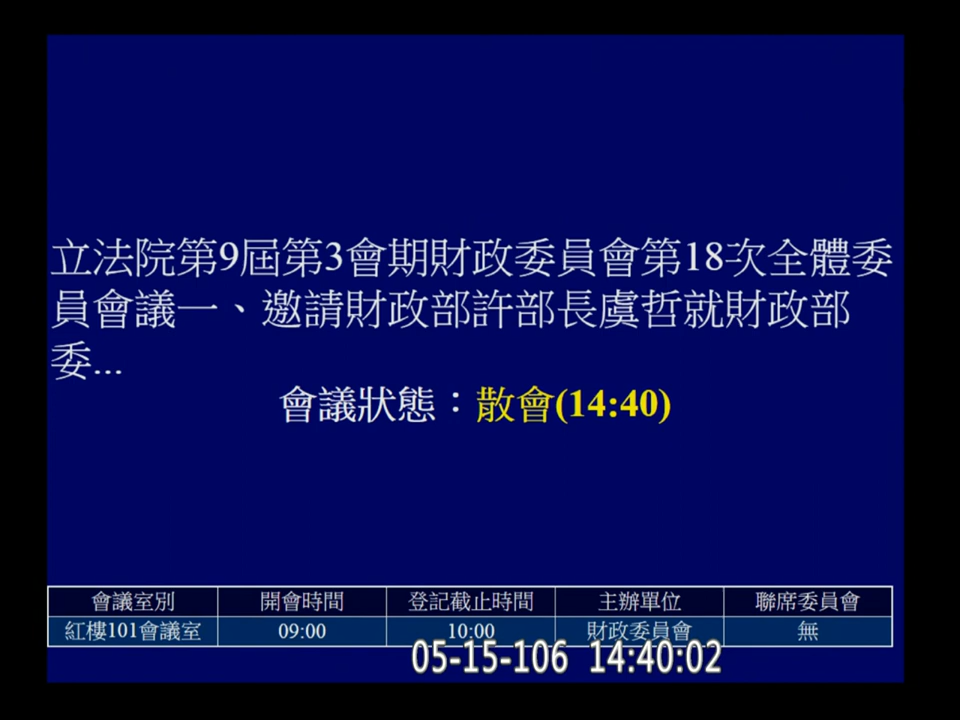 立法院第9屆第3會期財政委員會第18次全體委
員會議一、邀請財政部許部長虞哲就財政部
委...
會議狀態：散會(14:40)
會議室別 開會時間 登記截止時間 主辦單位 聯席委員會
紅樓101會議室 09:00 10:00 財政委員會 無
05-15-106 14:40:02